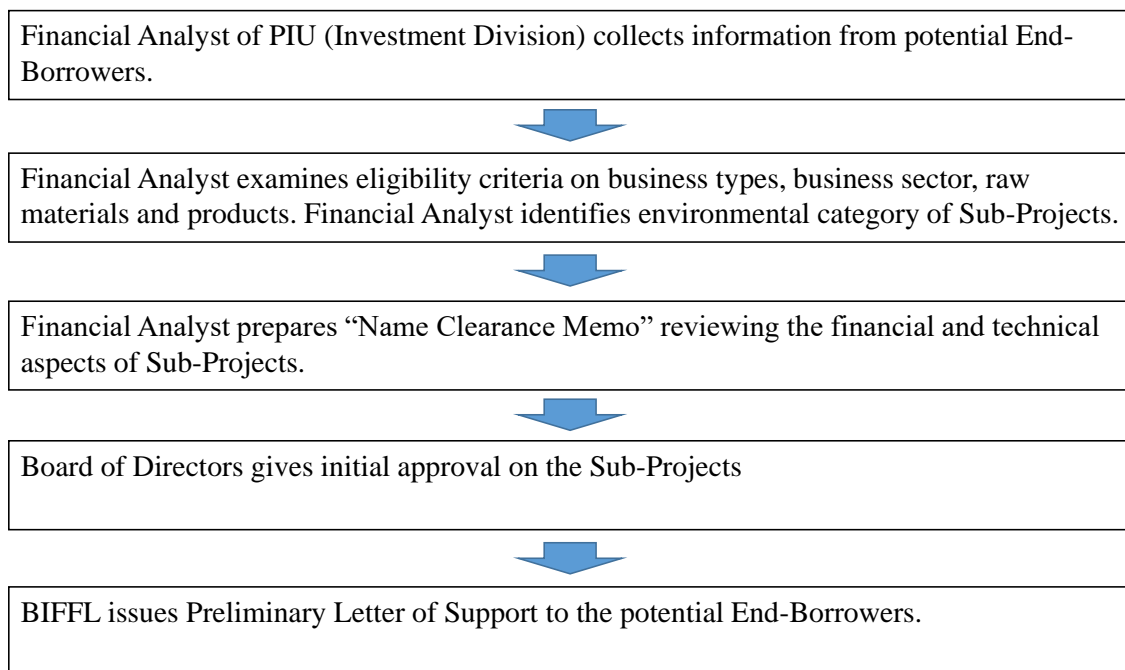 Financial Analyst of PIU (Investment Division) collects information from potential End-
Borrowers.
Financial Analyst examines eligibility criteria on business types, business sector, raw
materials and products. Financial Analyst identifies environmental category of Sub-Projects.
Financial Analyst prepares “Name Clearance Memo” reviewing the financial and technical
aspects of Sub-Projects.
Board of Directors gives initial approval on the Sub-Projects
BIFFL issues Preliminary Letter of Support to the potential End-Borrowers.